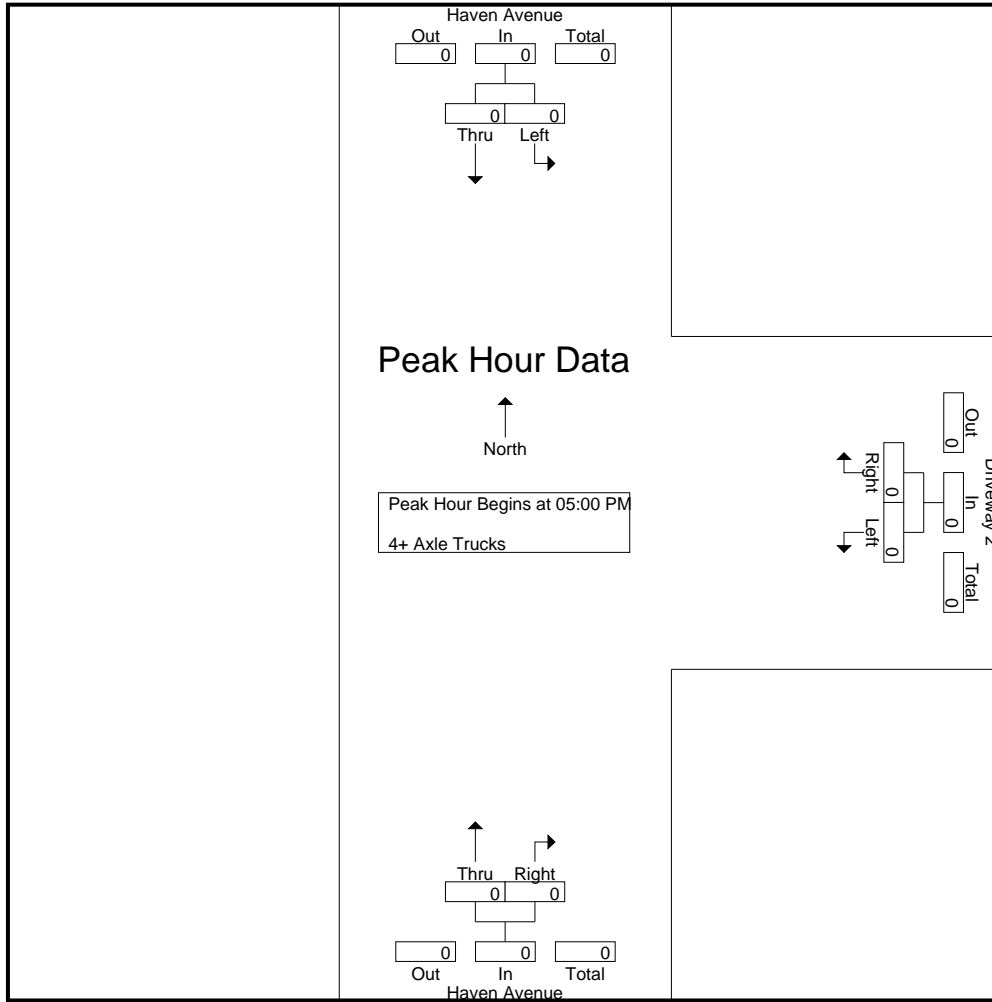 Haven Avenue
Out In Total
0 0 0
0 0
Thru Left
Peak Hour Data
North
Peak Hour Begins at 05:00 PM
4+ Axle Trucks
Right Left
0 0
Out In Total
0 0 0
Driveway 2
Thru Right
0 0
0 0 0
Out In Total
Haven Avenue